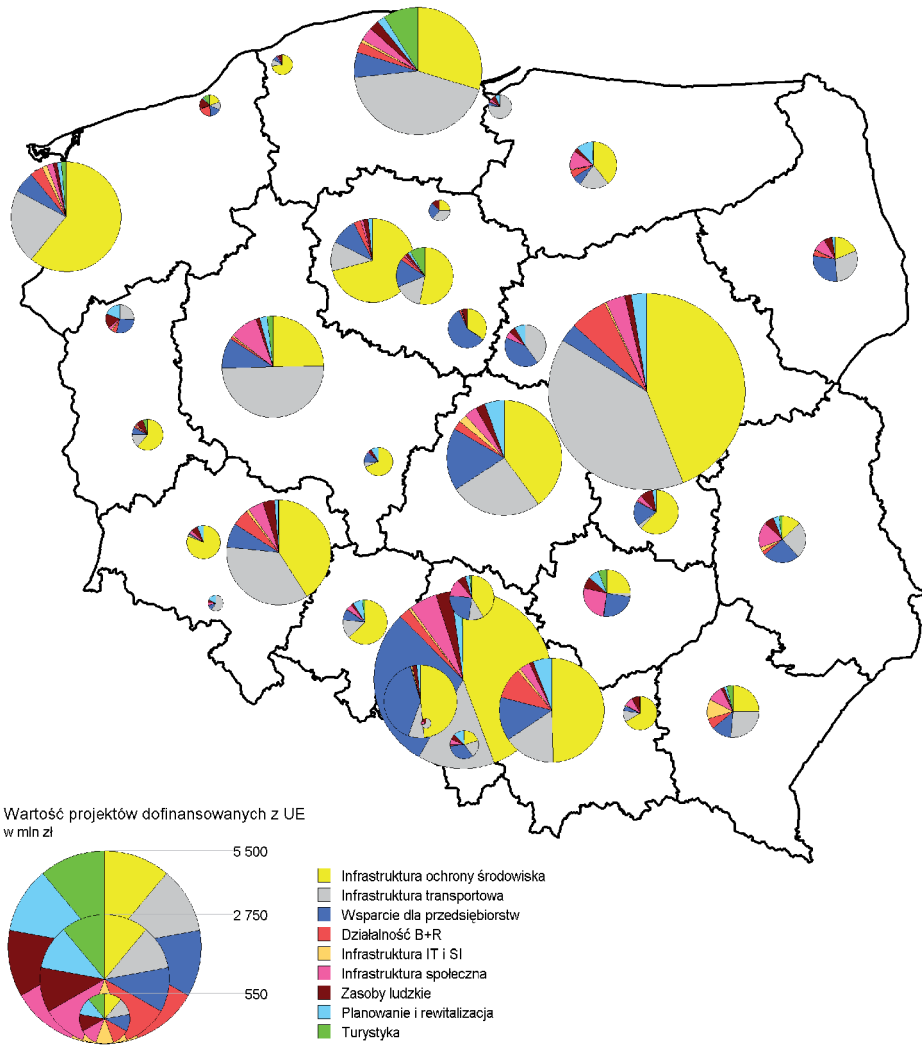 Wartość projektów dofinansowanych z UE
w mln zł
5 500
2 750
550
Infrastruktura ochrony środowiska
Infrastruktura transportowa
Wsparcie dla przedsiębiorstw
Działalność B+R
Infrastruktura IT i SI
Infrastruktura społeczna
Zasoby ludzkie
Planowanie i rewitalizacja
Turystyka